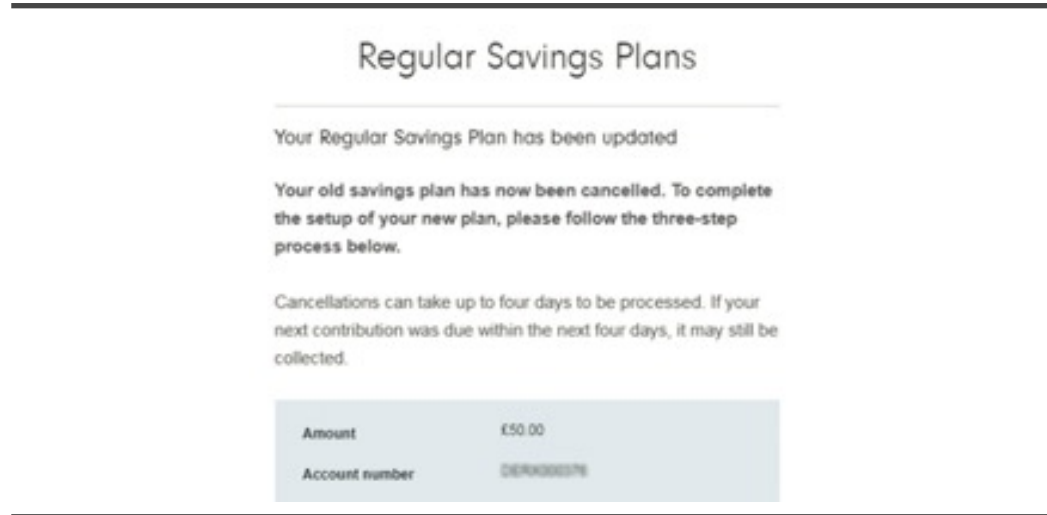 Regular Savings Plans
Your Regular Savings Plan has been updated
Your old savings plan has now been cancelled. To complete
the setup of your new plan, please follow the three-step
process below.
Cancellations can take up to four days to be processed. If your
next contribution was due within the next four days, it may still be
collected.
Amount £50.00
Account number